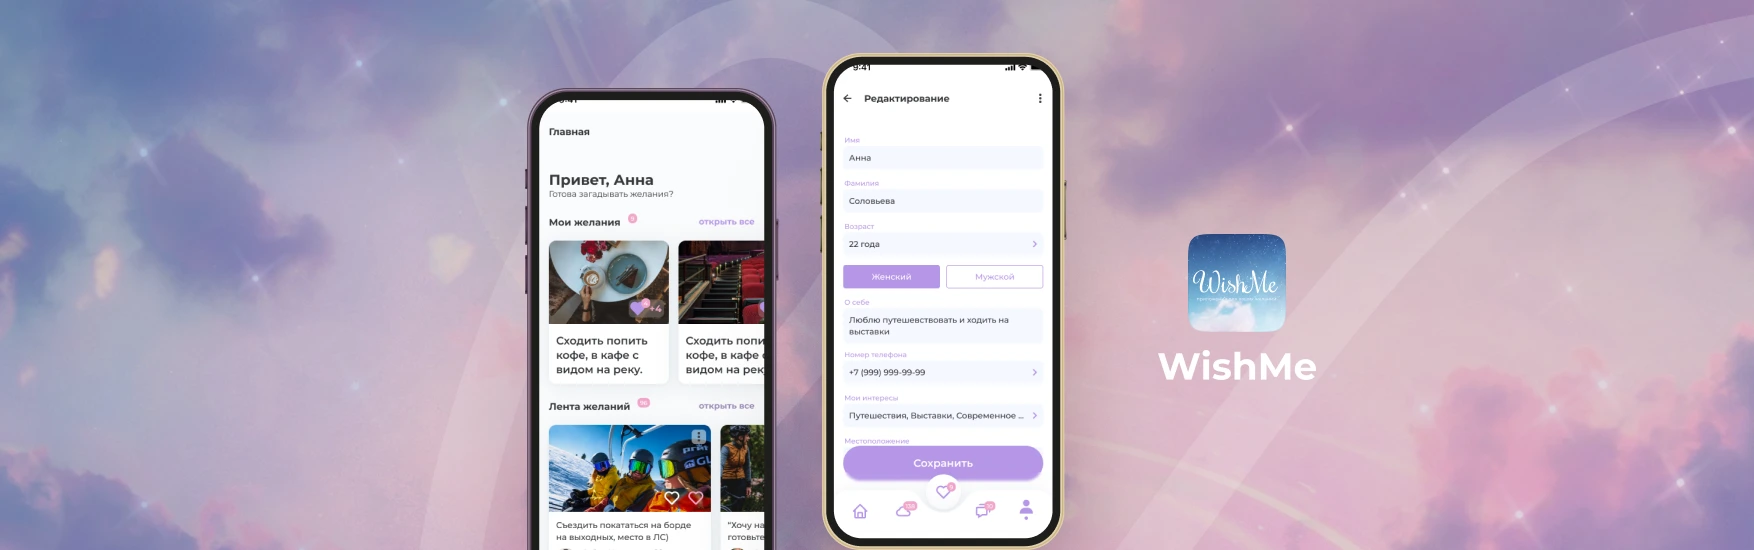 Главная
Привет, Анна
Готова загадывать желания?
Мои желания
открыть все
+4
Сходить попить
кофе, в кафе с
видом на реку.
Сходить попи
кофе, в кафе с
видом на рек
Лента желаний
открыть все
Съездить покататься на борде
на выходных, место в ЛС)
"Хочу на
готовьте
9:41
Редактирование
Имя
Анна
Фамилия
Соловьева
Возраст
22 года
Женский
Мужской
О себе
Люблю путешевствовать и ходить на
выставки
Номер телефона
+7 (999) 999-99-99
Мои интересы
Путешествия, Выставки, Современное ...
Местоположение
Сохранить
WishMe
WishMe